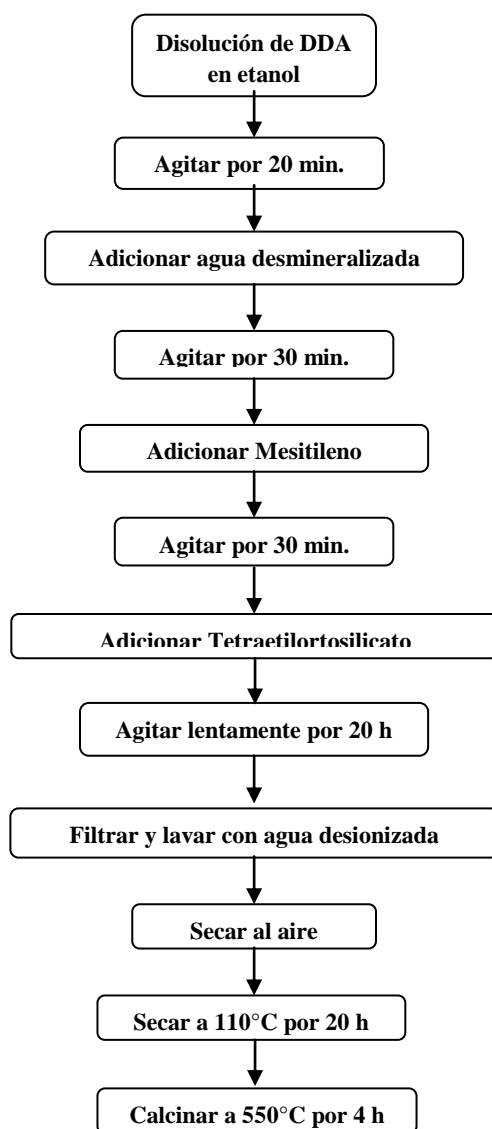 Disolución de DDA
en etanol
Agitar por 20 min.
Adicionar agua desmineralizada
Agitar por 30 min.
Adicionar Mesitileno
Agitar por 30 min.
Adicionar Tetraetilortosilicato
Agitar lentamente por 20 h
Filtrar y lavar con agua desionizada
Secar al aire
Secar a 110°C por 20 h
Calcinar a 550°C por 4 h